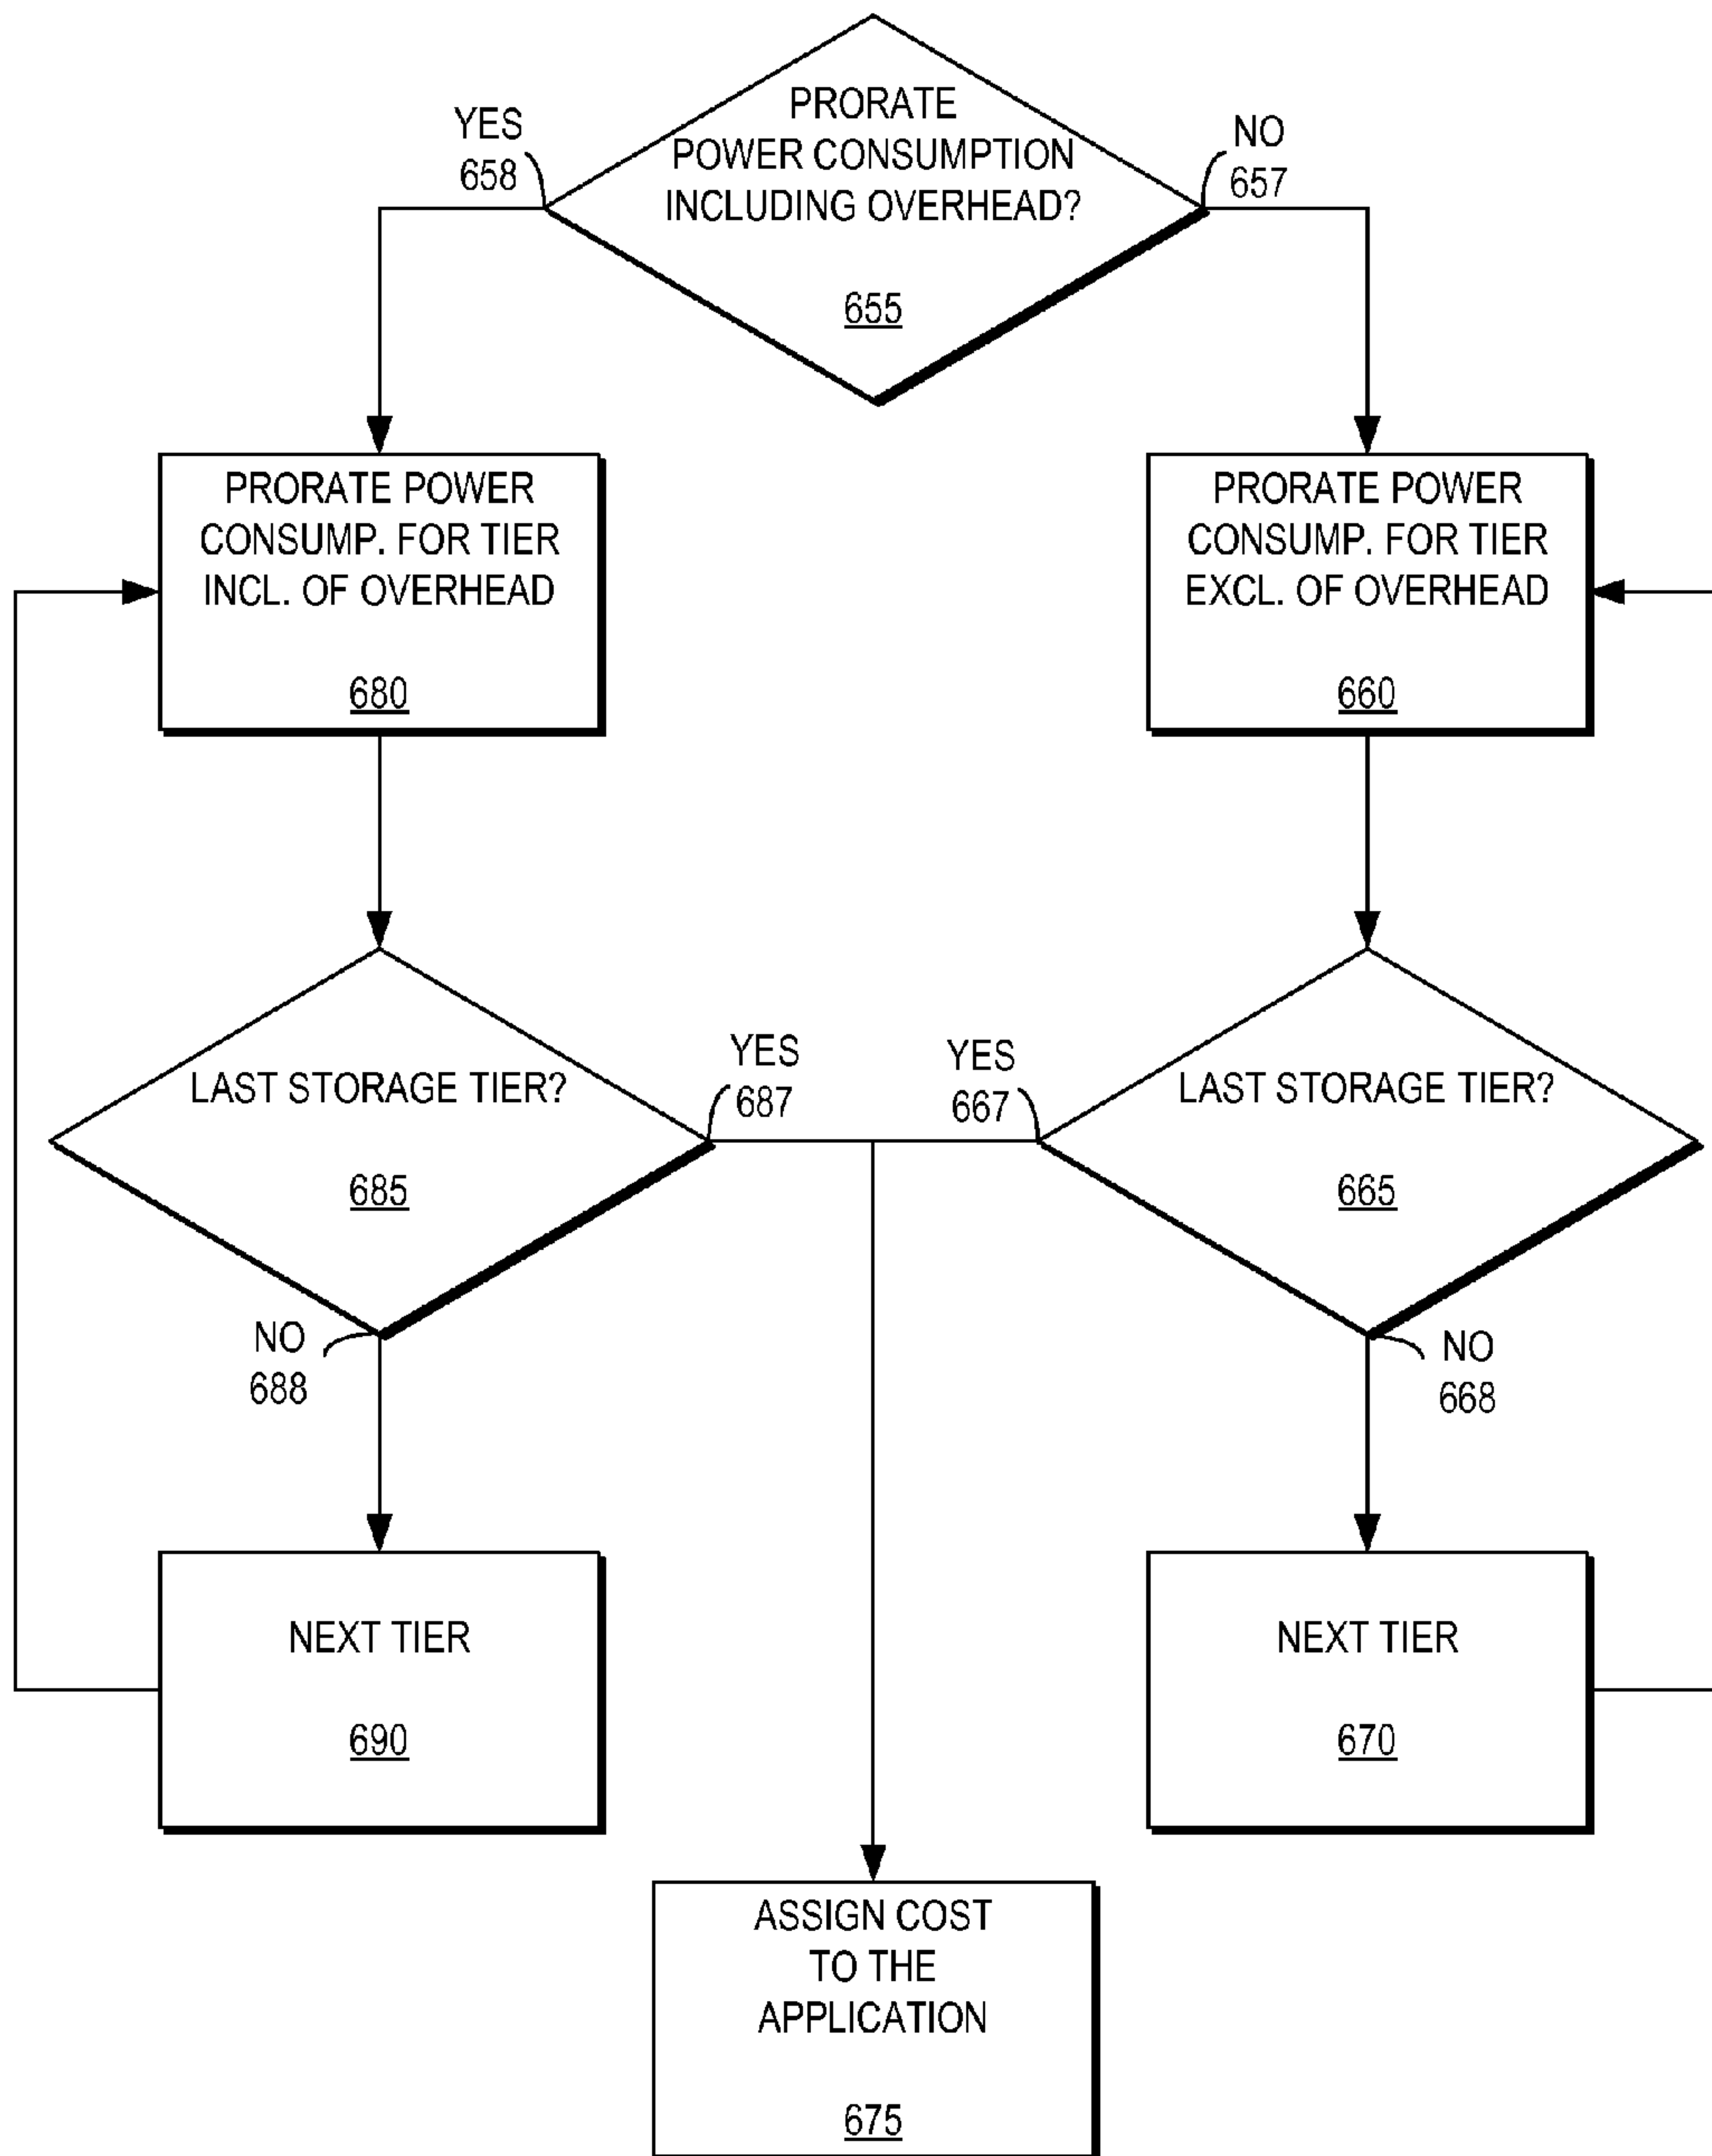 PRORATE
POWER CONSUMPTION
INCLUDING OVERHEAD?
655
YES
658
NO
657
PRORATE POWER
CONSUMP. FOR TIER
INCL. OF OVERHEAD
680
PRORATE POWER
CONSUMP. FOR TIER
EXCL. OF OVERHEAD
660
LAST STORAGE TIER?
685
YES
687
YES
667
LAST STORAGE TIER?
665
NO
688
NO
668
NEXT TIER
690
NEXT TIER
670
ASSIGN COST
TO THE
APPLICATION
675